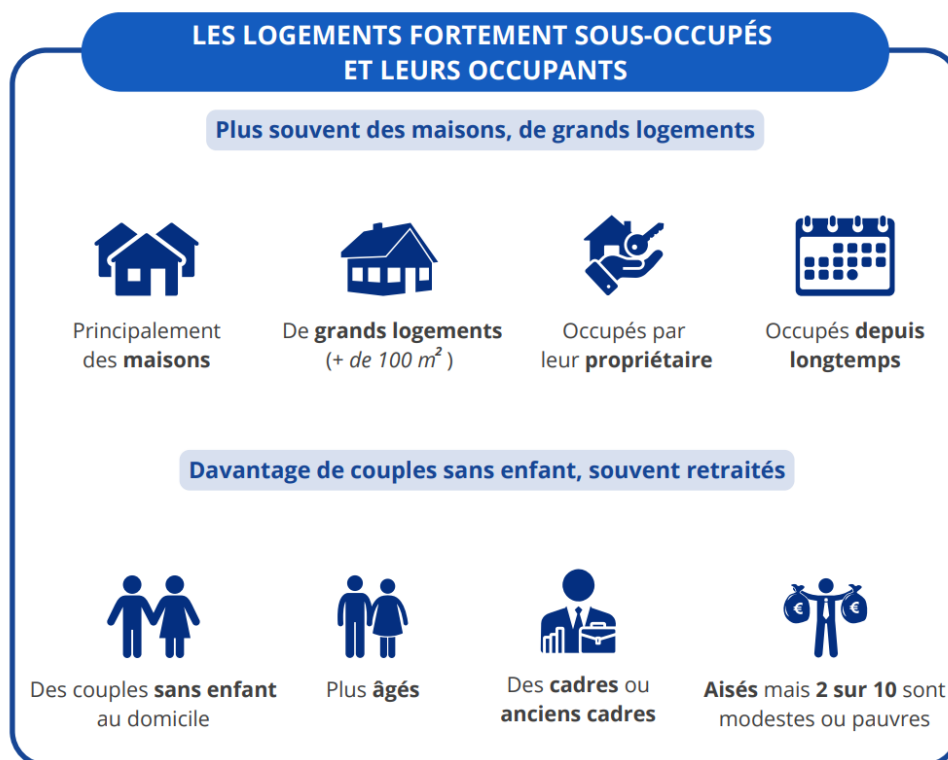 LES LOGEMENTS FORTEMENT SOUS-OCCUPÉS
ET LEURS OCCUPANTS
Plus souvent des maisons, de grands logements
Principalement
des maisons
De grands logements
(+ de 100 m²)
Occupés par
leur propriétaire
Occupés depuis
longtemps
Davantage de couples sans enfant, souvent retraités
Des couples sans enfant
au domicile
Plus âgés
Des cadres ou
anciens cadres
€ €
Aisés mais 2 sur 10 sont
modestes ou pauvres